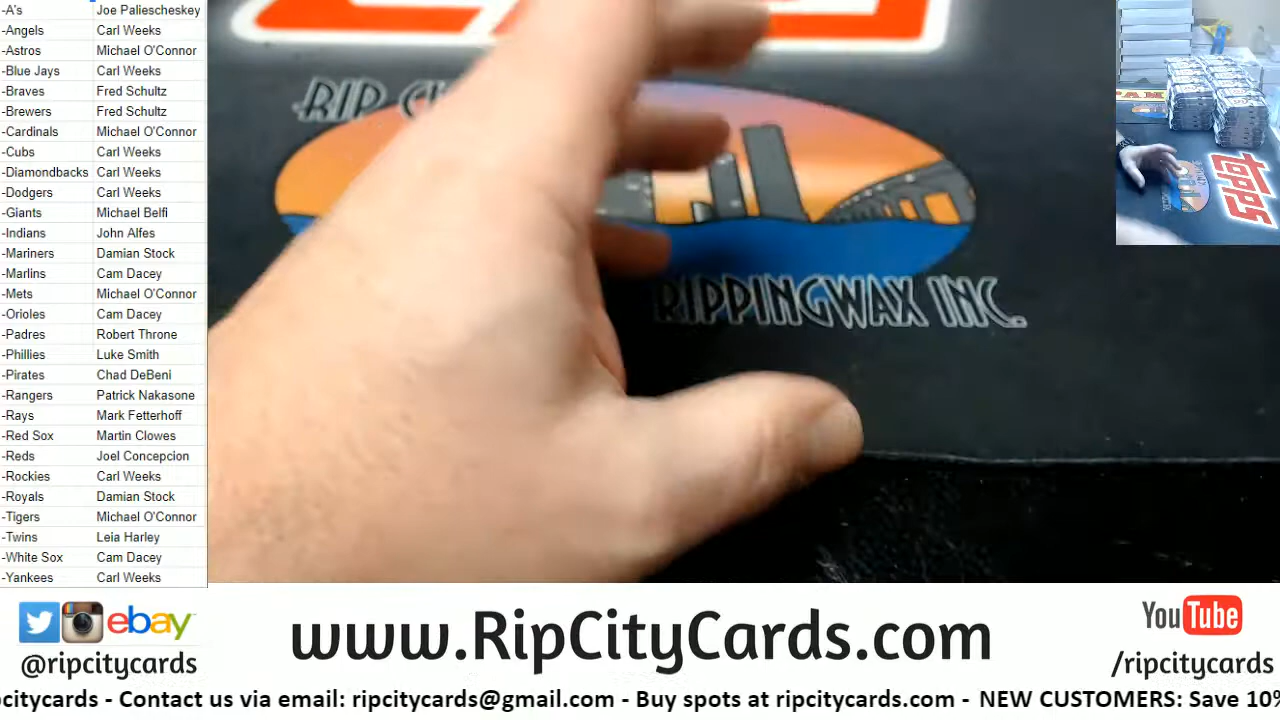 -A's Joe Paliescheskey
-Angels Carl Weeks
-Astros Michael O'Connor
-Blue Jays Carl Weeks
-Braves Fred Schultz
-Brewers Fred Schultz
-Cardinals Michael O'Connor
-Cubs Carl Weeks
-Diamondbacks Carl Weeks
-Dodgers Carl Weeks
-Giants Michael Belfi
-Indians John Alfes
-Mariners Damian Stock
-Marlins Cam Dacey
-Mets Michael O'Connor
-Orioles Cam Dacey
-Padres Robert Throne
-Phillies Luke Smith
-Pirates Chad DeBeni
-Rangers Patrick Nakasone
-Rays Mark Fetterhoff
-Red Sox Martin Clowes
-Reds Joel Concepcion
-Rockies Carl Weeks
-Royals Damian Stock
-Tigers Michael O'Connor
-Twins Leia Harley
-White Sox Cam Dacey
-Yankees Carl Weeks
RIP
RIPPINGWAX INC.
topps
ebay
@ripcitycards
www.RipCityCards.com
YouTube
/ripcitycards
pcitycards - Contact us via email: ripcitycards@gmail.com - Buy spots at ripcitycards.com - NEW CUSTOMERS: Save 10%